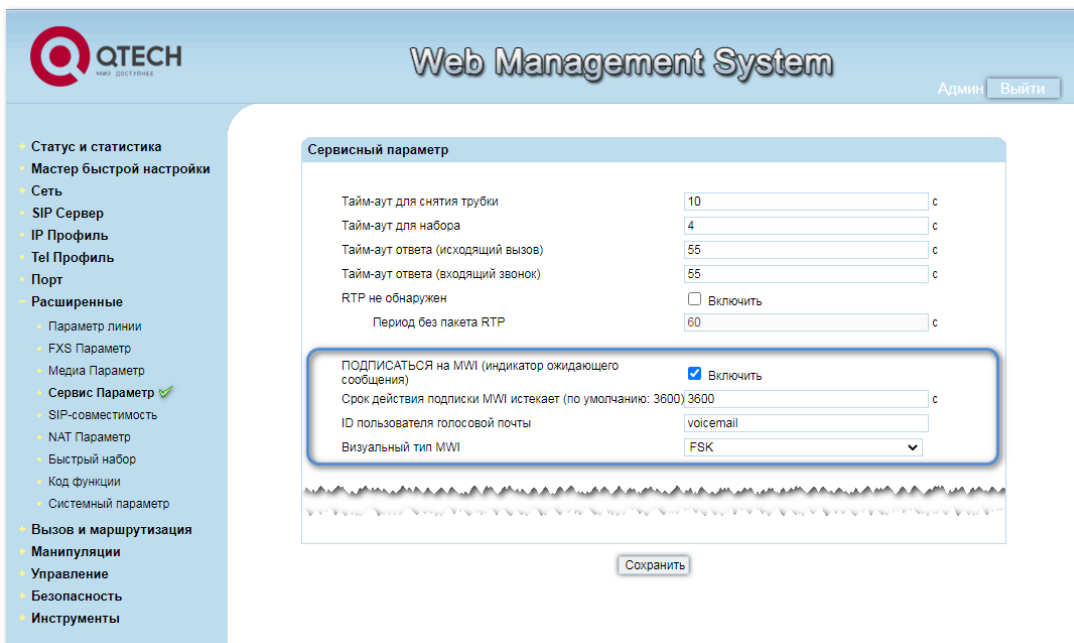 QTECH
МИР ДОСТУПНЕЕ
Web Management System
Админ Выйти
Статус и статистика
Мастер быстрой настройки
Сеть
SIP Сервер
IP Профиль
Tel Профиль
Порт
Расширенные
Параметр линии
FXS Параметр
Медиа Параметр
Сервис Параметр
SIP-совместимость
NAT Параметр
Быстрый набор
Код функции
Системный параметр
Вызов и маршрутизация
Манипуляции
Управление
Безопасность
Инструменты
Сервисный параметр
Тайм-аут для снятия трубки 10 с
Тайм-аут для набора 4 с
Тайм-аут ответа (исходящий вызов) 55 с
Тайм-аут ответа (входящий звонок) 55 с
RTP не обнаружен Включить
Период без пакета RTP 60 с
ПОДПИСАТЬСЯ на MWI (индикатор ожидающего
сообщения) Включить
Срок действия подписки MWI истекает (по умолчанию: 3600) 3600 с
ID пользователя голосовой почты voicemail
Визуальный тип MWI FSK
Сохранить